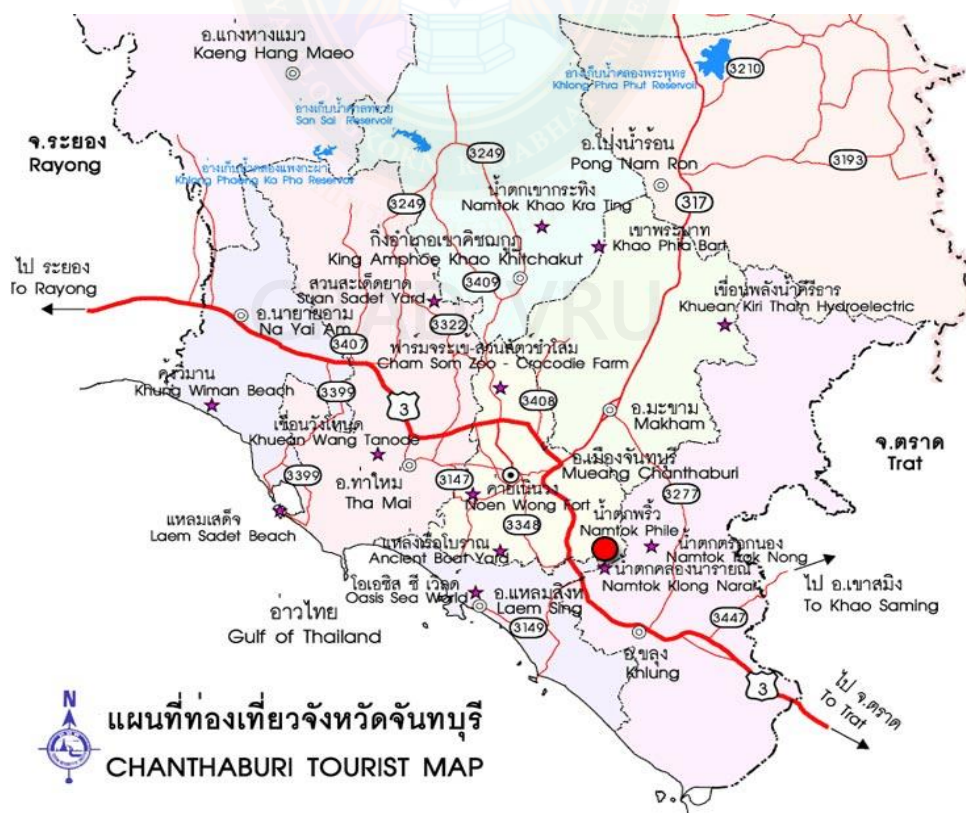 อ.แก่งหางแมว
Kaeng Hang Maeo
อ่างเก็บน้ำคลองพระพุทธ
Khlong Phra Phut Reservoir
3210
San Sai Reservoir
จ.ระยอง
Rayong
3249
อ.โป่งน้ำร้อน
Pong Nam Ron
3193
Khlong Phaeng Ka Pha Reservoir
น้ำตกเขากระทิง
Namtok Khao Kra Ting
3249
317
กิ่งอำเภอเขาคิชฌกูฏ
King Amphoe Khao Khitchakut
เขาพระบาท
Khao Phra Bart
ไป ระยอง
To Rayong
สวนสะเด็ดยาด
Suan Sadet Yard
3409
Khuean Kiri Tharn Hydroelectric
อ.นายายอาม
Na Yai Am
3322
3407
Cham Som Zoo - Crocodie Farm
คุ้งวิมาน
Khung Wiman Beach
3399
3
3408
อ.มะขาม
Makham
เขื่อนวังโตนด
Khuean Wang Tanode
จ.ตราด
Trat
อ.เมืองจันทบุรี
Mueang Chanthaburi
3399
อ.ท่าใหม่
Tha Mai
3147
ค่ายเนินวง
Noen Wong Fort
3277
แหลมเสด็จ
Laem Sadet Beach
3348
น้ำตกพริ้ว
Namtok Phile
แหล่งเรือโบราณ
Ancient Boat Yard
น้ำตกตรอกนอง
Namtok Trok Nong
น้ำตกคลองนารายณ์
Namtok Klong Narai
โอเอซิส ซี เวิลด์
Oasis Sea World
อ.แหลมสิงห์
Laem Sing
ไป อ.เขาสมิง
To Khao Saming
อ่าวไทย
Gulf of Thailand
3149
3447
อ.ขลุง
Khlung
3
ไป จ.ตราด
To Trat
N
แผนที่ท่องเที่ยวจังหวัดจันทบุรี
CHANTHABURI TOURIST MAP